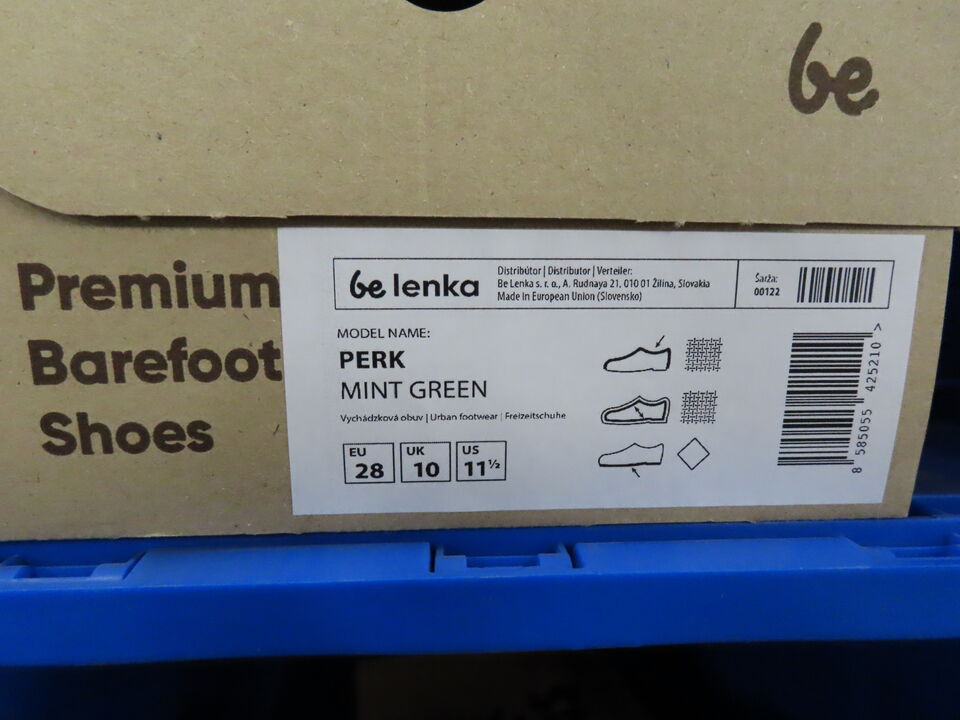 be
Premium
Barefoot
Shoes
be lenka
Distribútor | Distributor | Verteiler:
Be Lenka s. r. o., A. Rudnaya 21, 010 01 Žilina, Slovakia
Made in European Union (Slovensko)
Šarža:
00122
MODEL NAME:
PERK
MINT GREEN
Vychádzková obuv | Urban footwear | Freizeitschuhe
EU
28
UK
10
US
11 ½
8 585055 425210 >